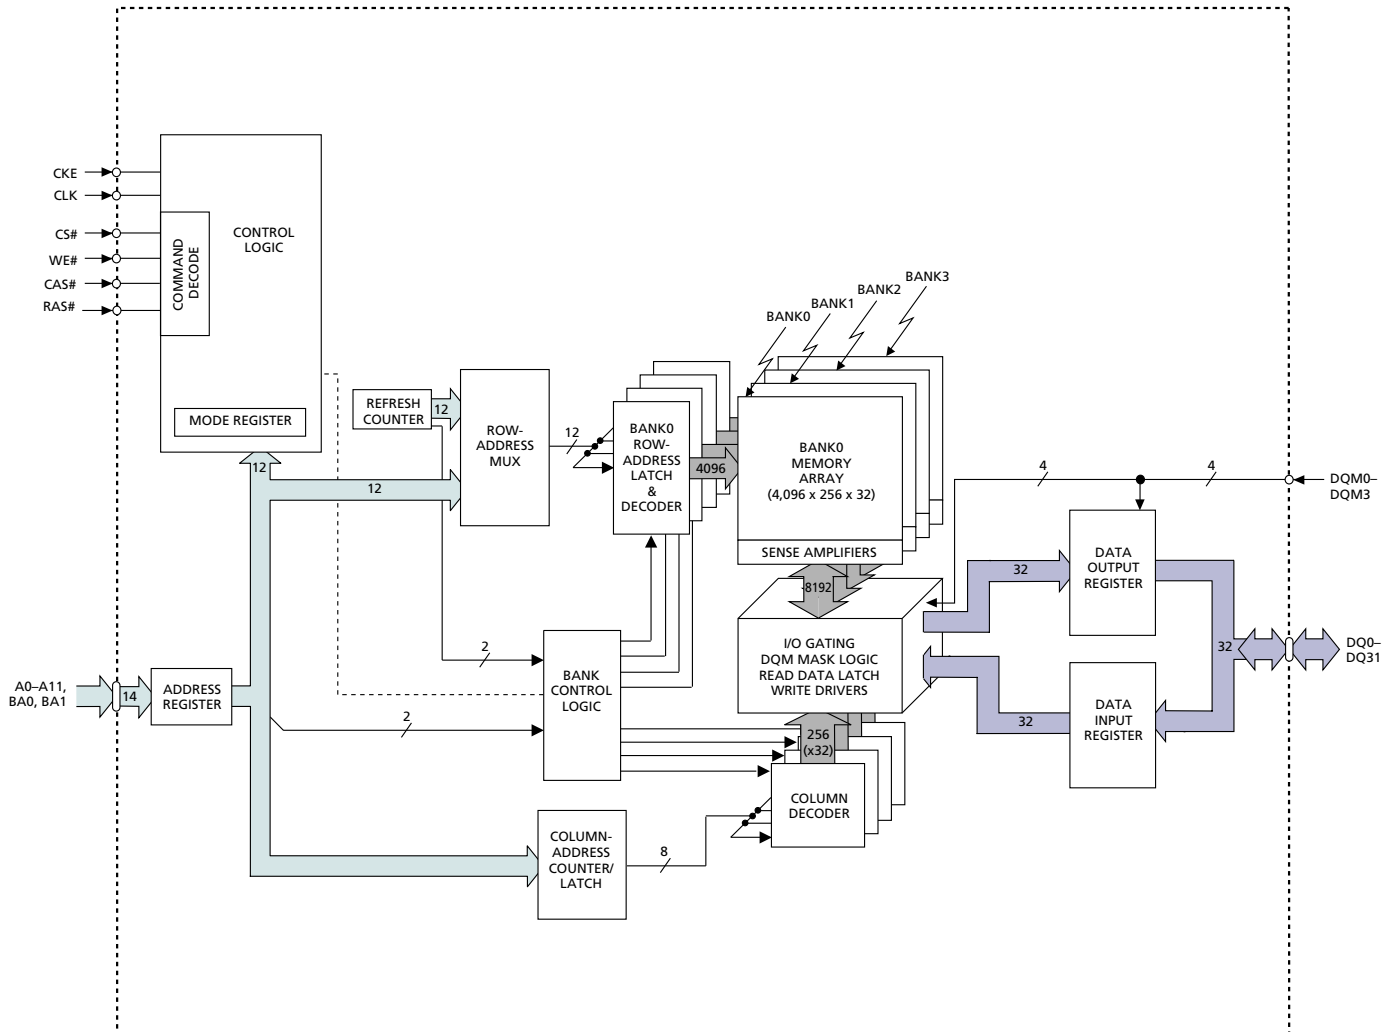 CKE
CLK
CS#
WE#
CAS#
RAS#
COMMAND
DECODE
CONTROL
LOGIC
MODE REGISTER
12
REFRESH
COUNTER
12
12
ROW-
ADDRESS
MUX
12
BANK0
ROW-
ADDRESS
LATCH
&
DECODER
4096
BANK0
BANK1
BANK2
BANK3
BANK0
MEMORY
ARRAY
(4,096 x 256 x 32)
SENSE AMPLIFIERS
8192
I/O GATING
DQM MASK LOGIC
READ DATA LATCH
WRITE DRIVERS
4
4
DQM0–
DQM3
32
DATA
OUTPUT
REGISTER
32
DQ0–
DQ31
32
DATA
INPUT
REGISTER
A0–A11,
BA0, BA1
14
ADDRESS
REGISTER
2
2
BANK
CONTROL
LOGIC
256
(x32)
COLUMN
DECODER
COLUMN-
ADDRESS
COUNTER/
LATCH
8